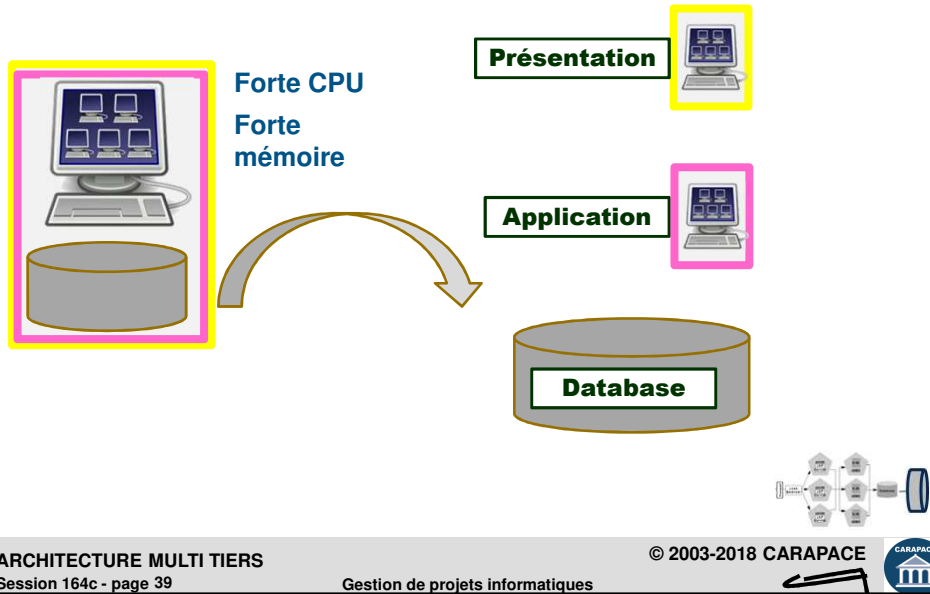 Présentation
Forte CPU
Forte
mémoire
Application
Database
ARCHITECTURE MULTI TIERS
© 2003-2018 CARAPACE
Session 164c - page 39
Gestion de projets informatiques